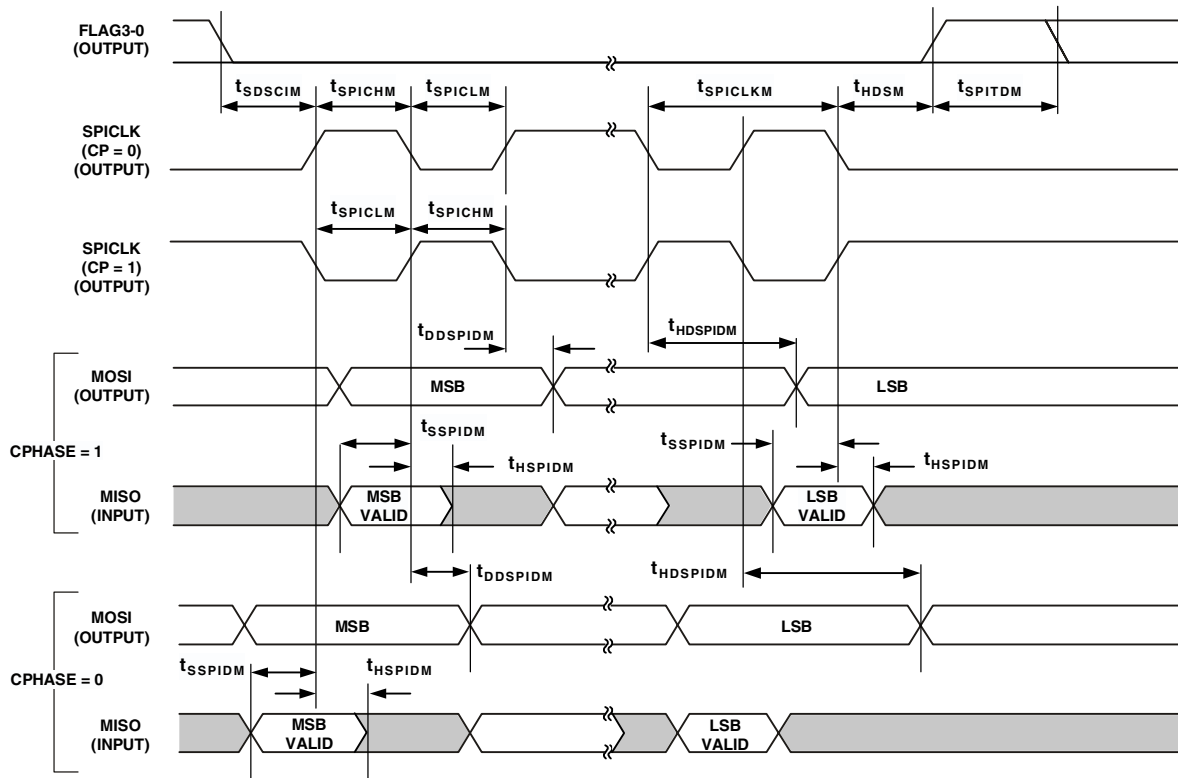 FLAG3-0
(OUTPUT)
tSDSCIM tSPICHM tSPICLM tSPICLKM tHDSM tSPITDM
SPICLK
(CP = 0)
(OUTPUT)
tSPICLM tSPICHM
SPICLK
(CP = 1)
(OUTPUT)
tDDSPIDM tHDSPIDM
CPHASE = 1
MOSI
(OUTPUT)
MSB LSB
tSSPIDM tHSPIDM tSSPIDM tHSPIDM
MISO
(INPUT)
MSB
VALID
LSB
VALID
tDDSPIDM tHDSPIDM
CPHASE = 0
MOSI
(OUTPUT)
MSB LSB
tSSPIDM tHSPIDM
MISO
(INPUT)
MSB
VALID
LSB
VALID